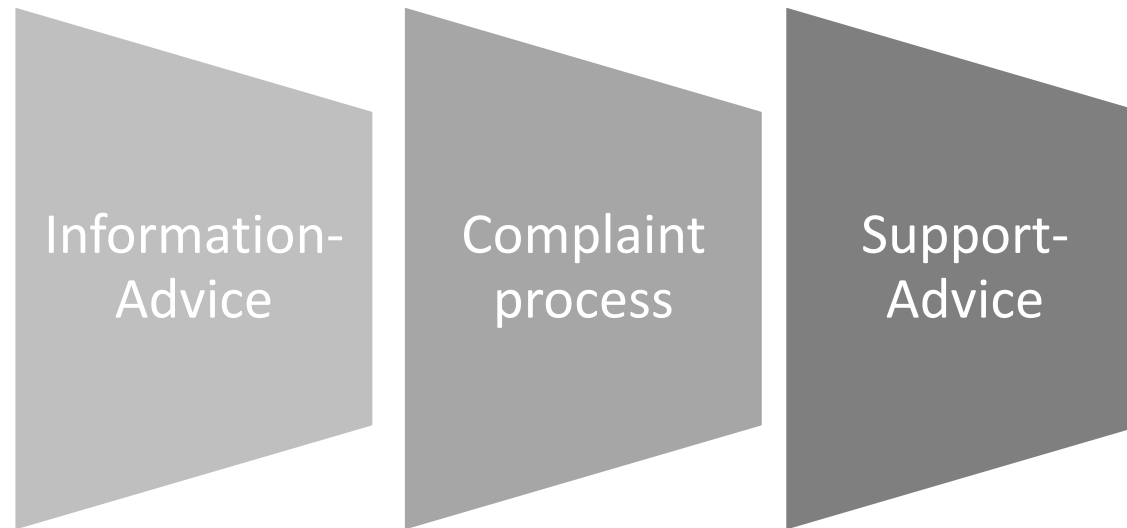 Information-
Advice
Complaint
process
Support-
Advice